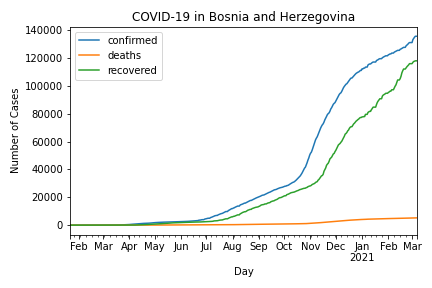 COVID-19 in Bosnia and Herzegovina
140000
120000
100000
80000
60000
40000
20000
0
Number of Cases
confirmed
deaths
recovered
Feb Mar Apr May Jun Jul Aug Sep Oct Nov Dec Jan Feb Mar
2021
Day